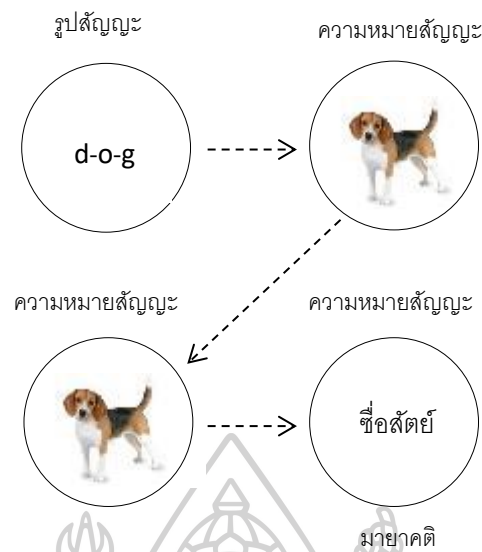 รูปสัญญะ
ความหมายสัญญะ
d-o-g
ความหมายสัญญะ
ความหมายสัญญะ
ซื่อสัตย์
มายาคติ